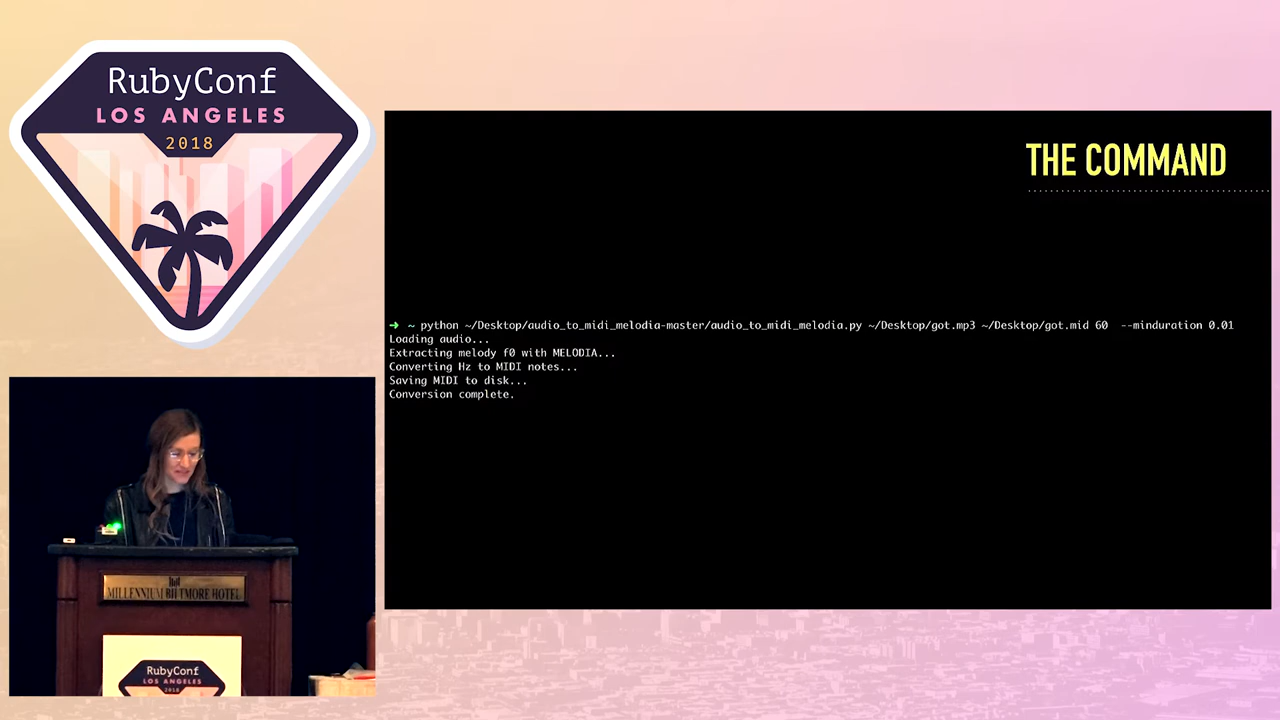 RubyConf
LOS ANGELES
2018
THE COMMAND
➜ ~ python ~/Desktop/audio_to_midi_melodia-master/audio_to_midi_melodia.py ~/Desktop/got.mp3 ~/Desktop/got.mid 60 --minduration 0.01
Loading audio...
Extracting melody f0 with MELODIA...
Converting Hz to MIDI notes...
Saving MIDI to disk...
Conversion complete.
MILLENNIUM BILTMORE HOTEL
RubyConf
LOS ANGELES
2018